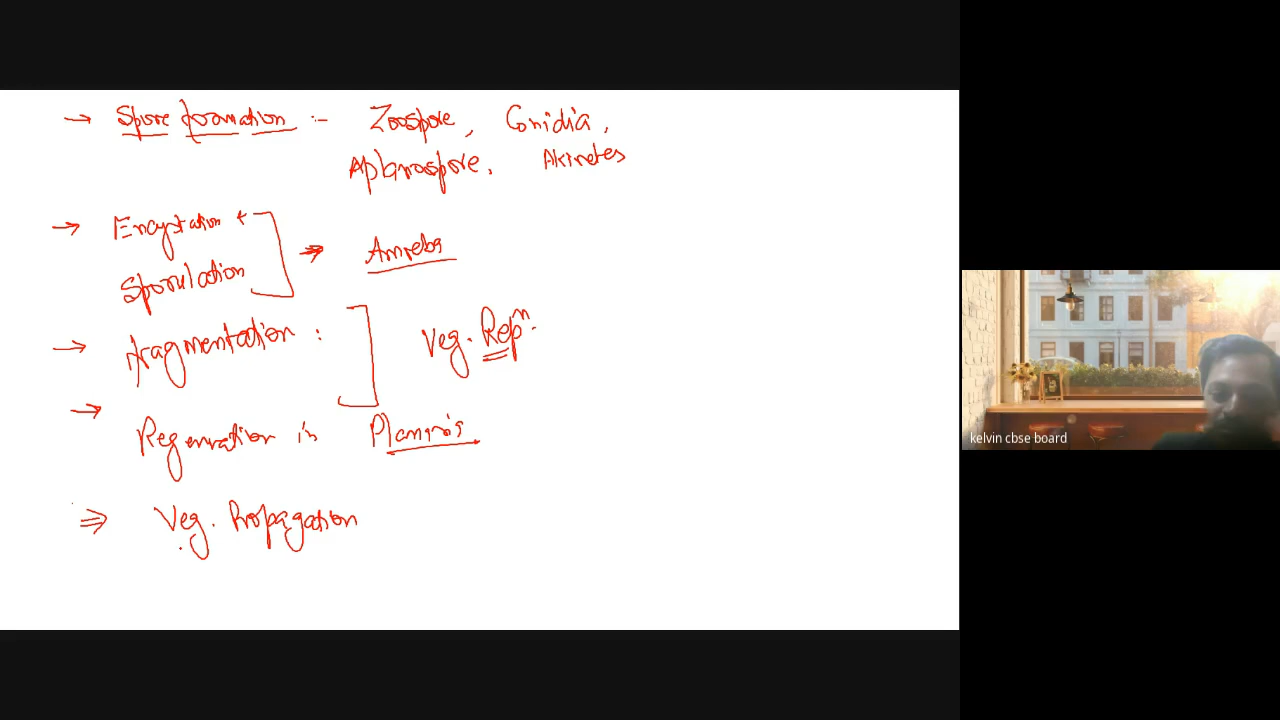 → Spore formation :- Zoospore, Conidia,
Aplanospore, Akinetes
→ Encystation +
Sporulation → Amoeba
→ fragmentation : Veg. Repⁿ.
→ Regeneration in Planaria
⇒ Veg. Propagation
kelvin cbse board